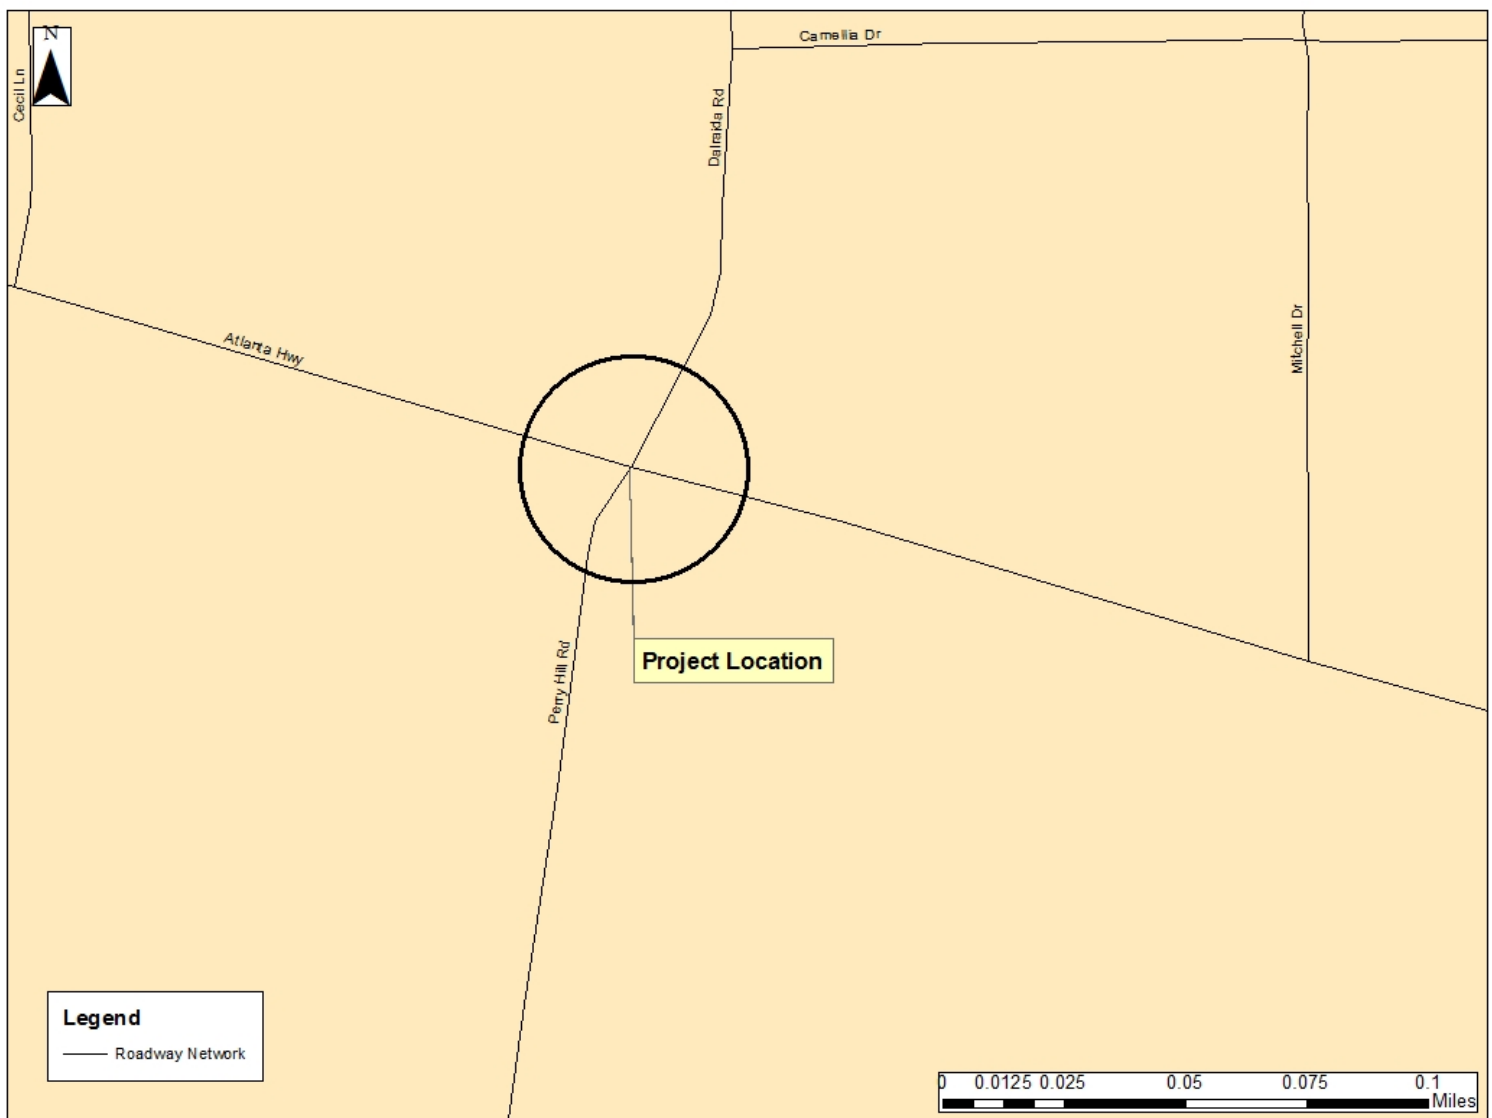 N
Cecil Ln
Camellia Dr
Dalraida Rd
Mitchell Dr
Atlanta Hwy
Project Location
Perry Hill Rd
Legend
Roadway Network
0 0.0125 0.025 0.05 0.075 0.1
Miles